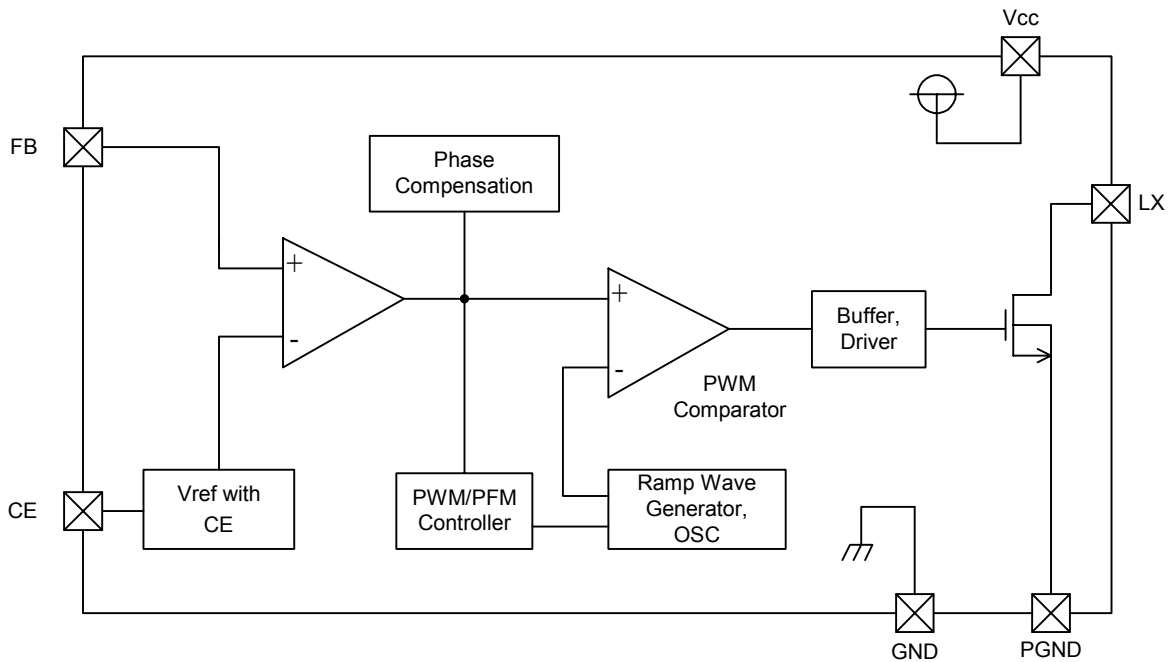 Vcc
FB
Phase
Compensation
LX
+
-
+
-
Buffer,
Driver
PWM
Comparator
CE
Vref with
CE
PWM/PFM
Controller
Ramp Wave
Generator,
OSC
GND
PGND